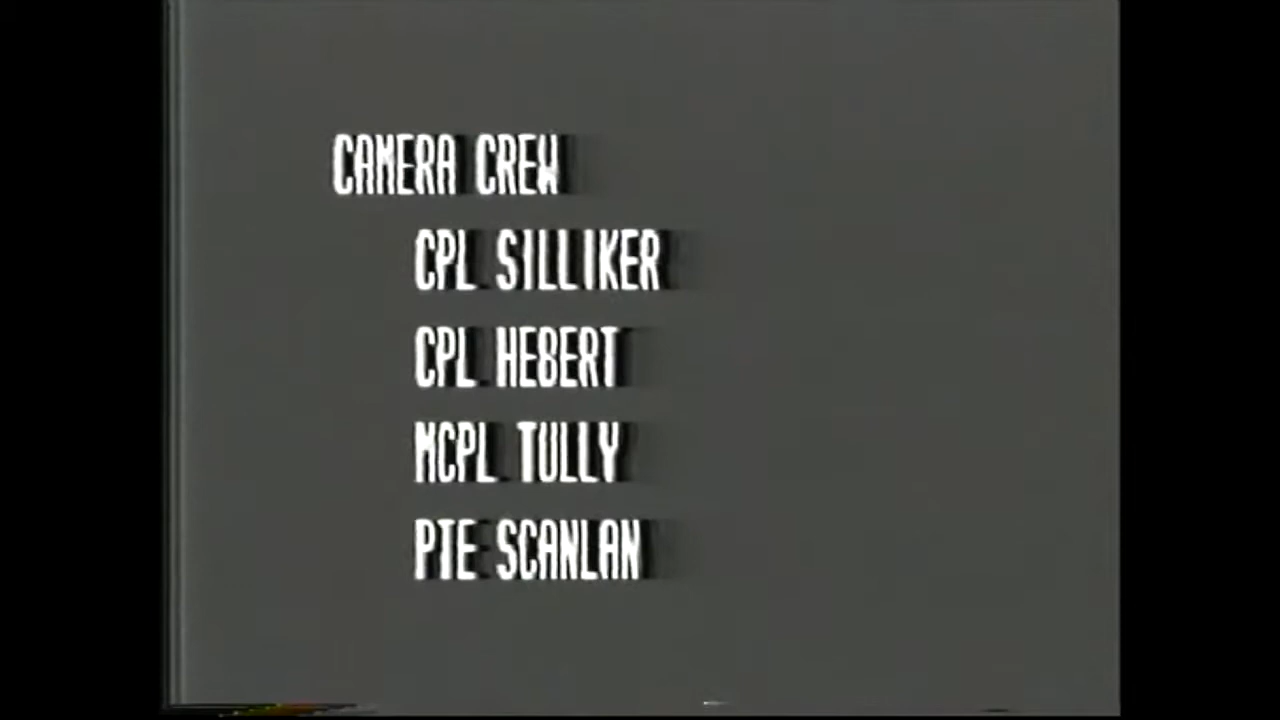 CAMERA CREW
CPL SILLIKER
CPL HEBERT
MCPL TULLY
PTE SCANLAN